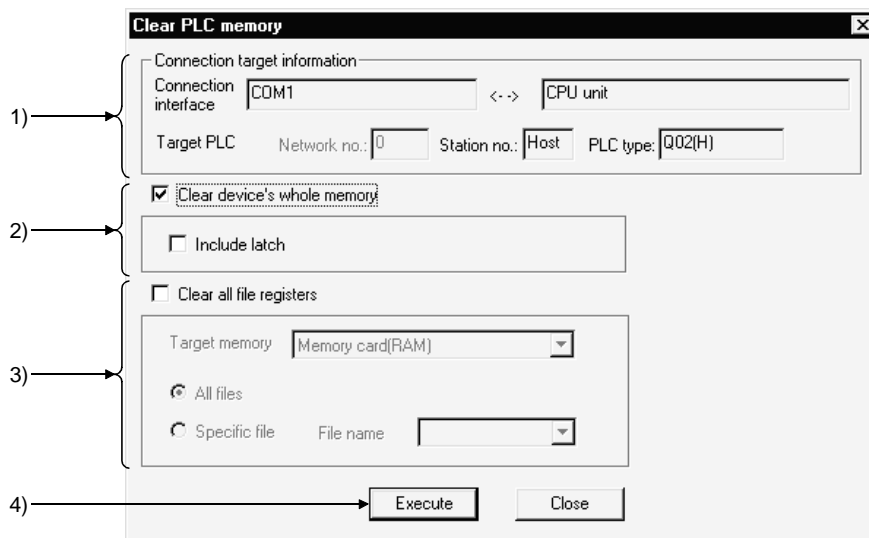 Clear PLC memory
Connection target information
1)
Connection interface COM1 <--> CPU unit
Target PLC Network no.: 0 Station no.: Host PLC type: Q02(H)
2)
Clear device's whole memory
Include latch
3)
Clear all file registers
Target memory Memory card(RAM)
All files
Specific file File name
4)
Execute Close